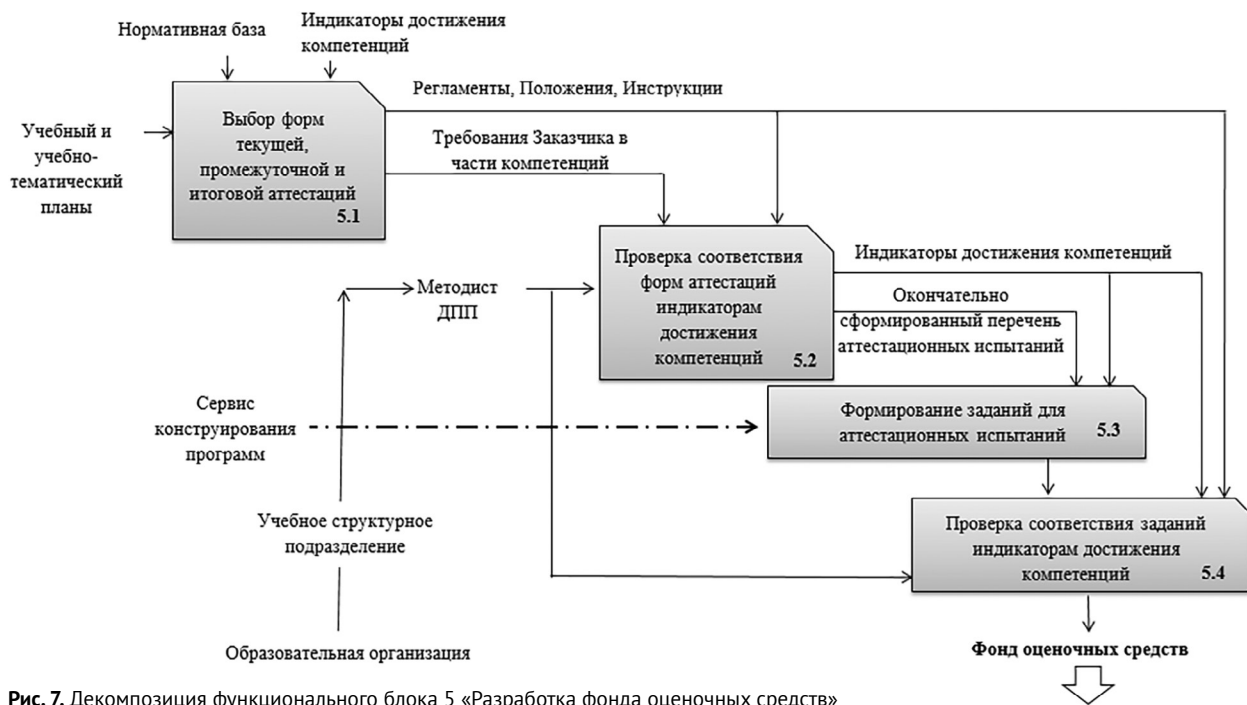 Нормативная база
Индикаторы достижения
компетенций
Учебный и
учебно-
тематический
планы
Выбор форм
текущей,
промежуточной и
итоговой аттестаций
5.1
Регламенты, Положения, Инструкции
Требования Заказчика в
части компетенций
Методист
ДПП
Проверка соответствия
форм аттестаций
индикаторам
достижения
компетенций
5.2
Индикаторы достижения компетенций
Окончательно
сформированный перечень
аттестационных испытаний
Сервис
конструирования
программ
Формирование заданий для
аттестационных испытаний
5.3
Учебное структурное
подразделение
Проверка соответствия заданий
индикаторам достижения
компетенций
5.4
Образовательная организация
Фонд оценочных средств
Рис. 7. Декомпозиция функционального блока 5 «Разработка фонда оценочных средств»